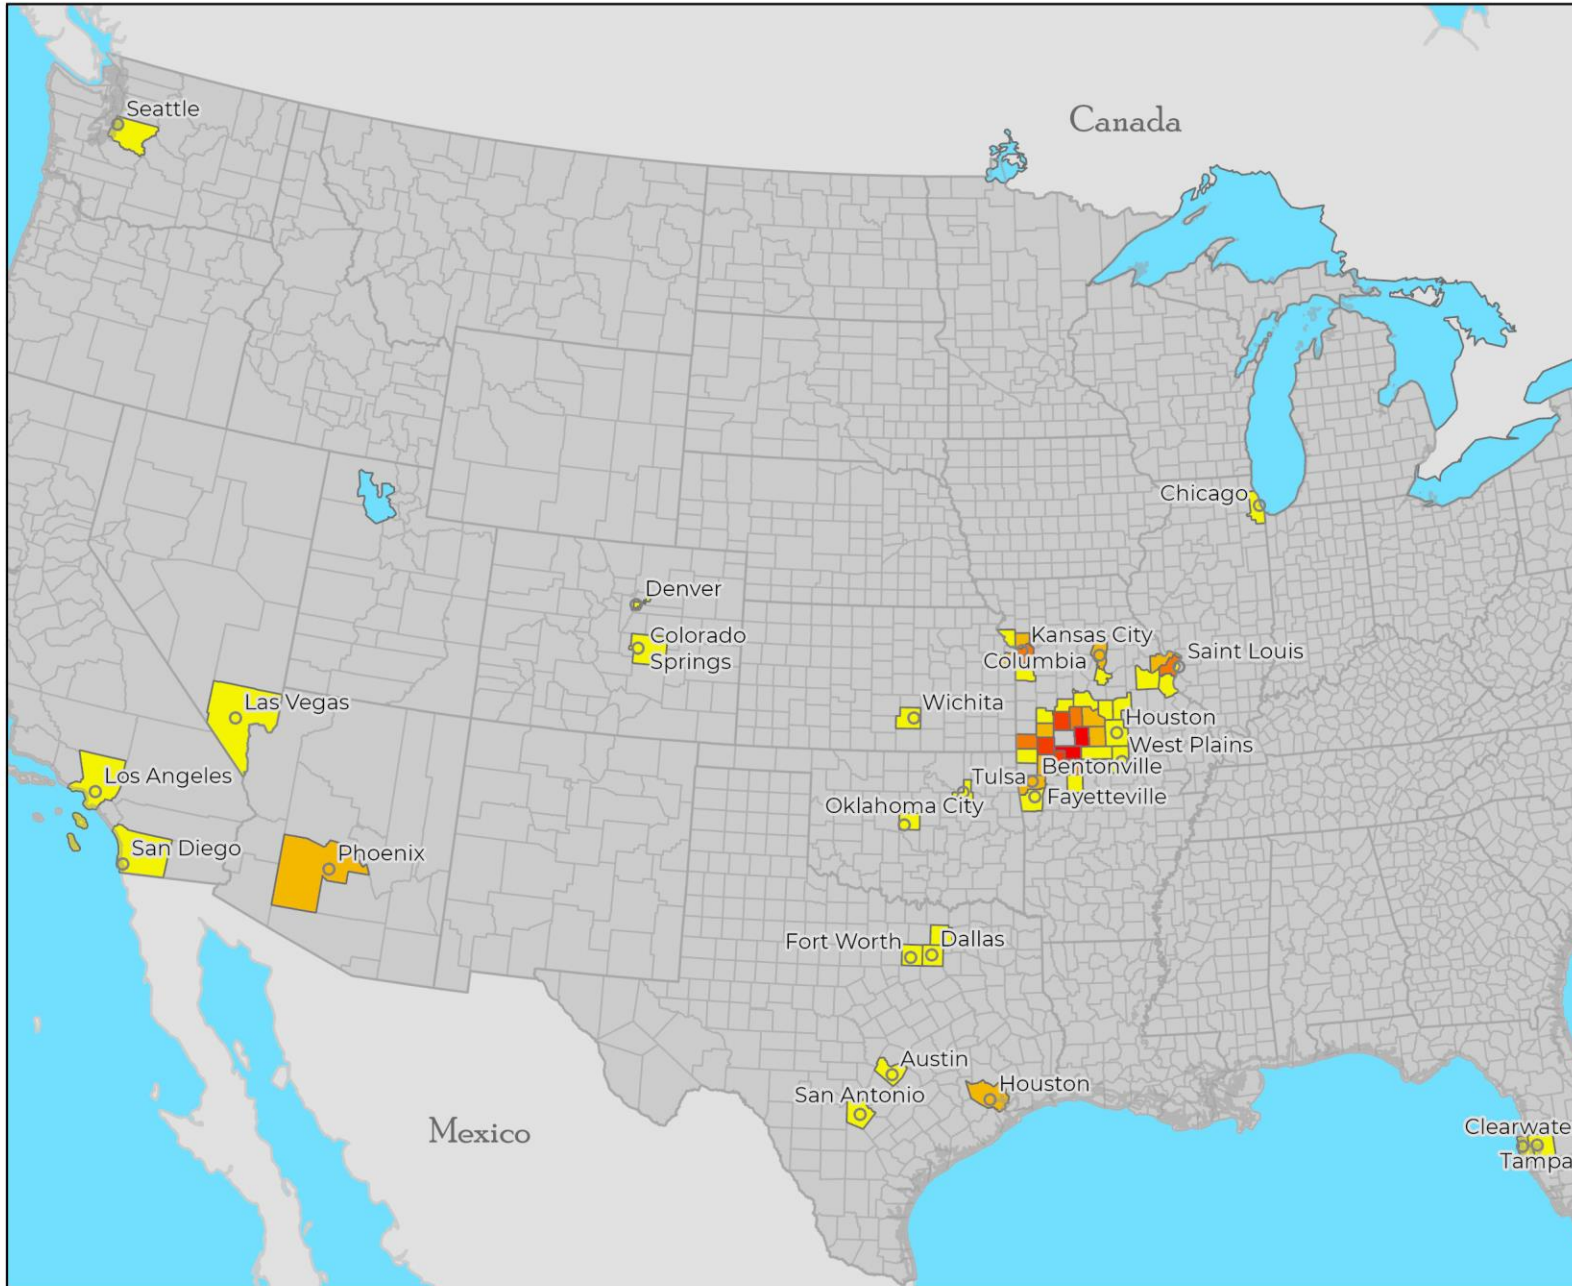 Seattle
Canada
Chicago
Denver
Colorado
Springs
Kansas City
Columbia
Saint Louis
Las Vegas
Wichita
Houston
West Plains
Los Angeles
Tulsa
Bentonville
Fayetteville
Oklahoma City
San Diego
Phoenix
Fort Worth
Dallas
Austin
San Antonio
Houston
Mexico
Clearwate
Tampa